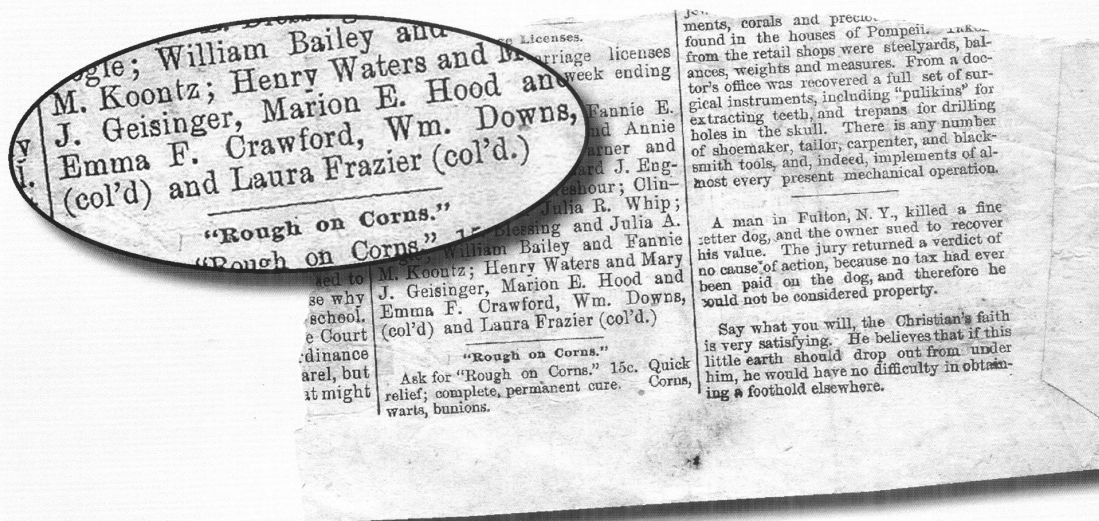 ogle; William Bailey and
M. Koontz; Henry Waters and M
J. Geisinger, Marion E. Hood and
Emma F. Crawford, Wm. Downs,
(col'd) and Laura Frazier (col'd.)
"Rough on Corns."
"Rough on Corns." 15
y
Licenses.
arriage licenses
week ending
Fannie E.
nd Annie
arner and
ard J. Eng-
eshour; Clin-
Julia R. Whip;
Blessing and Julia A.
William Bailey and Fannie
M. Koontz; Henry Waters and Mary
J. Geisinger, Marion E. Hood and
Emma F. Crawford, Wm. Downs,
(col'd) and Laura Frazier (col'd.)
"Rough on Corns."
Ask for "Rough on Corns." 15c. Quick
relief; complete, permanent cure. Corns,
warts, bunions.
to
se why
school.
e Court
rdinance
arel, but
at might
ments, corals and
found in the houses of Pompeii.
from the retail shops were steelyards, bal-
ances, weights and measures. From a doc-
tor's office was recovered a full set of sur-
gical instruments, including "pulikins" for
extracting teeth, and trepans for drilling
holes in the skull. There is any number
of shoemaker, tailor, carpenter, and black-
smith tools, and, indeed, implements of al-
most every present mechanical operation.
A man in Fulton, N. Y., killed a fine
setter dog, and the owner sued to recover
his value. The jury returned a verdict of
no cause of action, because no tax had ever
been paid on the dog, and therefore he
could not be considered property.
Say what you will, the Christian's faith
is very satisfying. He believes that if this
little earth should drop out from under
him, he would have no difficulty in obtain-
ing a foothold elsewhere.